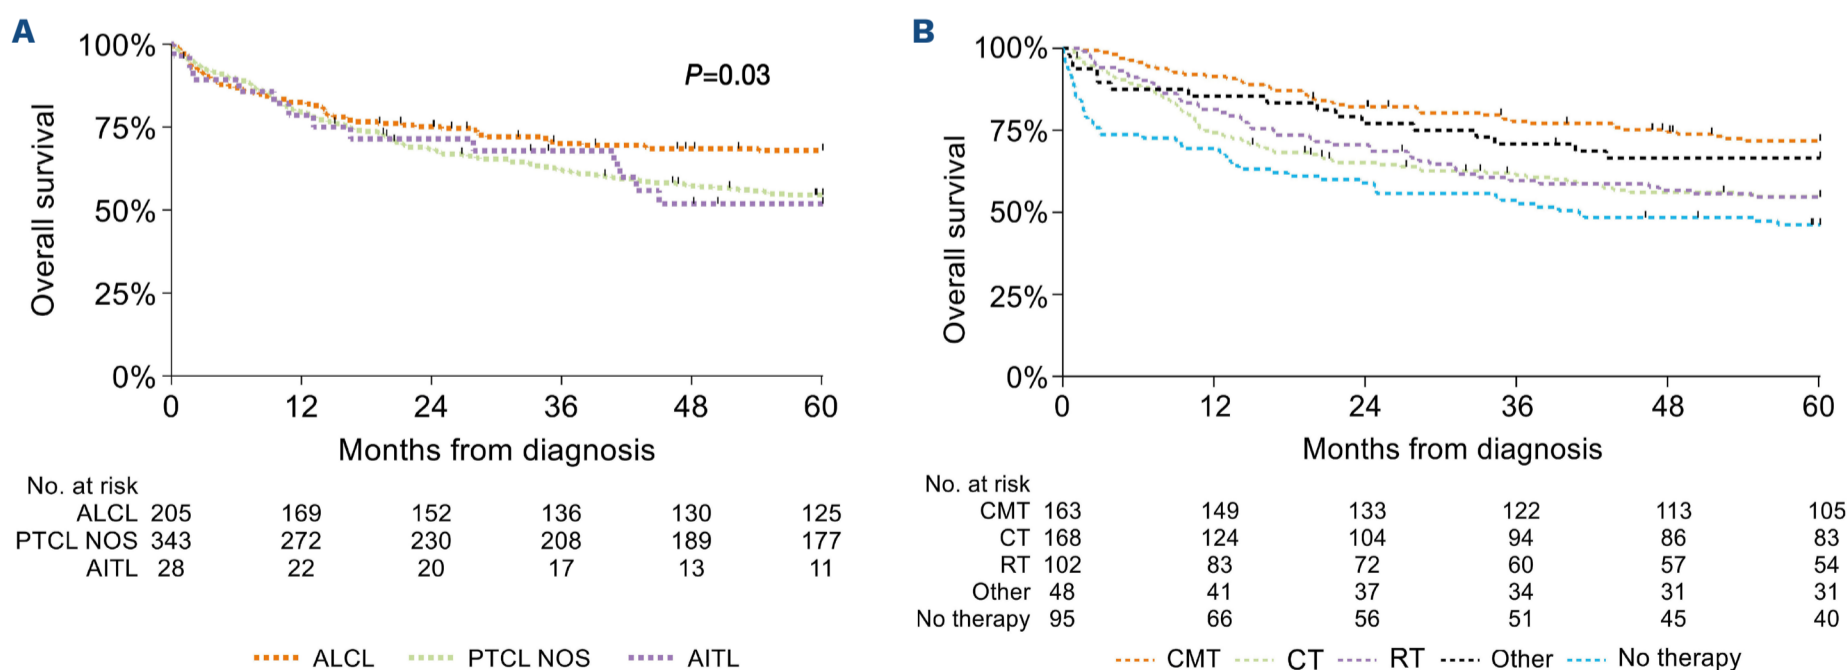 A
100%
75%
50%
25%
0%
Overall survival
P=0.03
0 12 24 36 48 60
Months from diagnosis
No. at risk
ALCL 205 169 152 136 130 125
PTCL NOS 343 272 230 208 189 177
AITL 28 22 20 17 13 11
ALCL PTCL NOS AITL
B
100%
75%
50%
25%
0%
Overall survival
0 12 24 36 48 60
Months from diagnosis
No. at risk
CMT 163 149 133 122 113 105
CT 168 124 104 94 86 83
RT 102 83 72 60 57 54
Other 48 41 37 34 31 31
No therapy 95 66 56 51 45 40
CMT CT RT Other No therapy